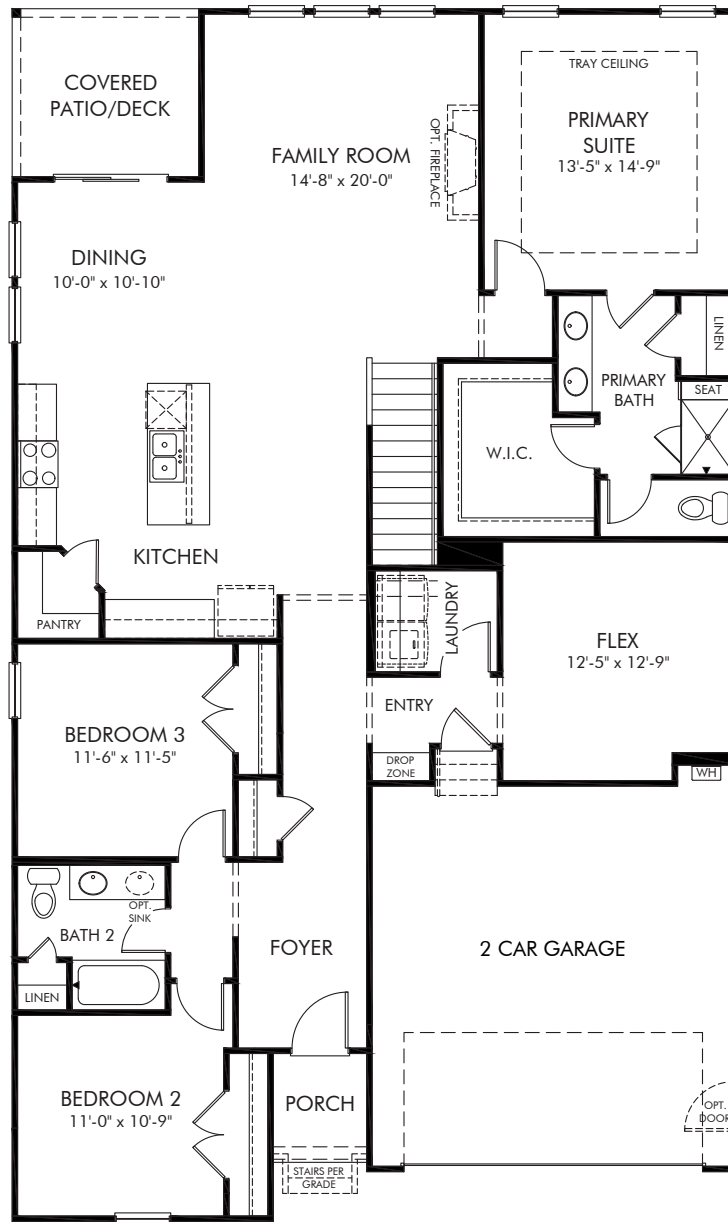 COVERED
PATIO/DECK
TRAY CEILING
PRIMARY
SUITE
13'-5" x 14'-9"
FAMILY ROOM
14'-8" x 20'-0"
OPT. FIREPLACE
DINING
10'-0" x 10'-10"
LINEN
PRIMARY
BATH
SEAT
W.I.C.
KITCHEN
PANTRY
LAUNDRY
FLEX
12'-5" x 12'-9"
ENTRY
BEDROOM 3
11'-6" x 11'-5"
DROP
ZONE
WH
OPT.
SINK
BATH 2
FOYER
2 CAR GARAGE
LINEN
BEDROOM 2
11'-0" x 10'-9"
PORCH
OPT.
DOOR
STAIRS PER
GRADE